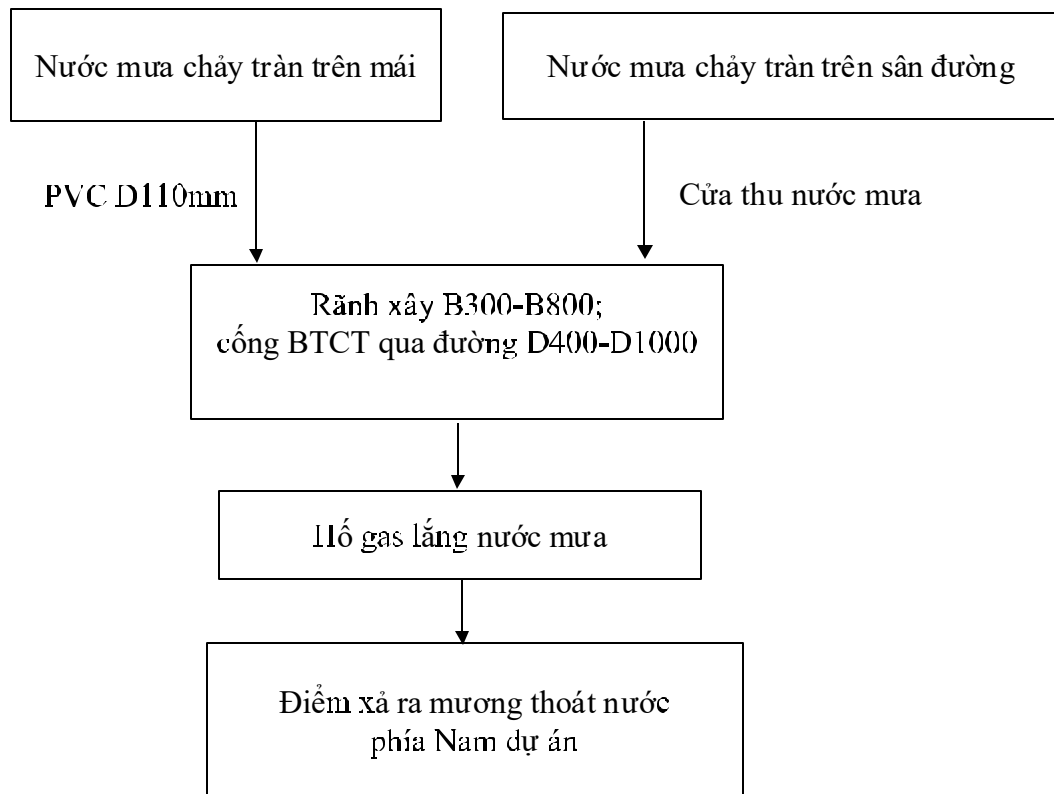 Nước mưa chảy tràn trên mái
Nước mưa chảy tràn trên sân đường
PVC D110mm
Cửa thu nước mưa
Rãnh xây B300-B800;
cống BTCT qua đường D400-D1000
Hố gas lắng nước mưa
Điểm xả ra mương thoát nước
phía Nam dự án